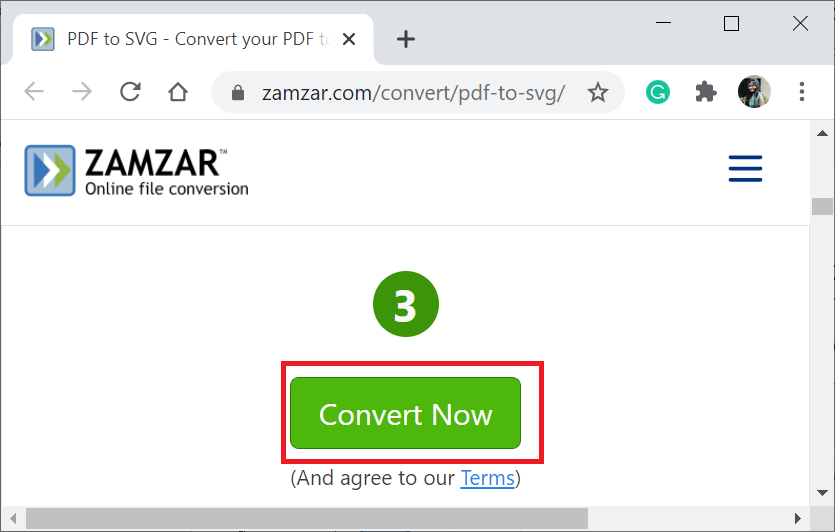 PDF to SVG - Convert your PDF to
zamzar.com/convert/pdf-to-svg/
ZAMZAR™
Online file conversion
3
Convert Now
(And agree to our Terms)